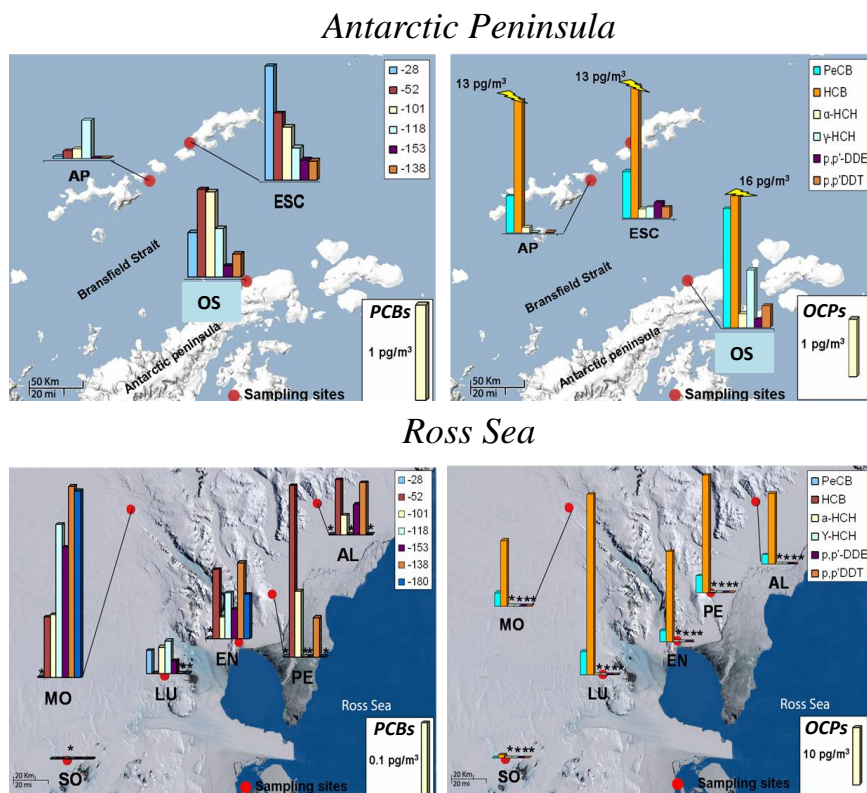 Antarctic Peninsula
-28
-52
-101
-118
-153
-138
AP
ESC
OS
Bransfield Strait
Antarctic peninsula
PCBs
1 pg/m³
50 Km
20 mi
Sampling sites
13 pg/m³
13 pg/m³
16 pg/m³
PeCB
HCB
α-HCH
γ-HCH
p,p'-DDE
p,p'DDT
AP
ESC
OS
Bransfield Strait
Antarctic peninsula
OCPs
1 pg/m³
50 Km
20 mi
Sampling sites
Ross Sea
-28
-52
-101
-118
-153
-138
-180
*
MO
LU
**
*
EN
*
**
*
PE
*
*
*
AL
*
SO
Ross Sea
PCBs
0.1 pg/m³
20 Km
20 mi
Sampling sites
PeCB
HCB
a-HCH
Y-HCH
p,p'-DDE
p,p'DDT
****
MO
****
LU
****
EN
****
PE
****
AL
****
SO
Ross Sea
OCPs
10 pg/m³
20 Km
20 mi
Sampling sites